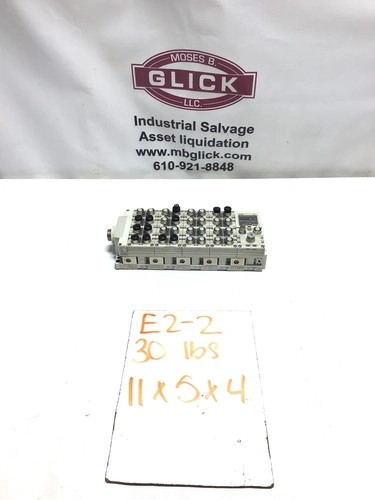 MOSES B.
GLICK
LLC.
Industrial Salvage
Asset liquidation
www.mbglick.com
610-921-8848
E2-2
30 lbs
11 x 5 x 4